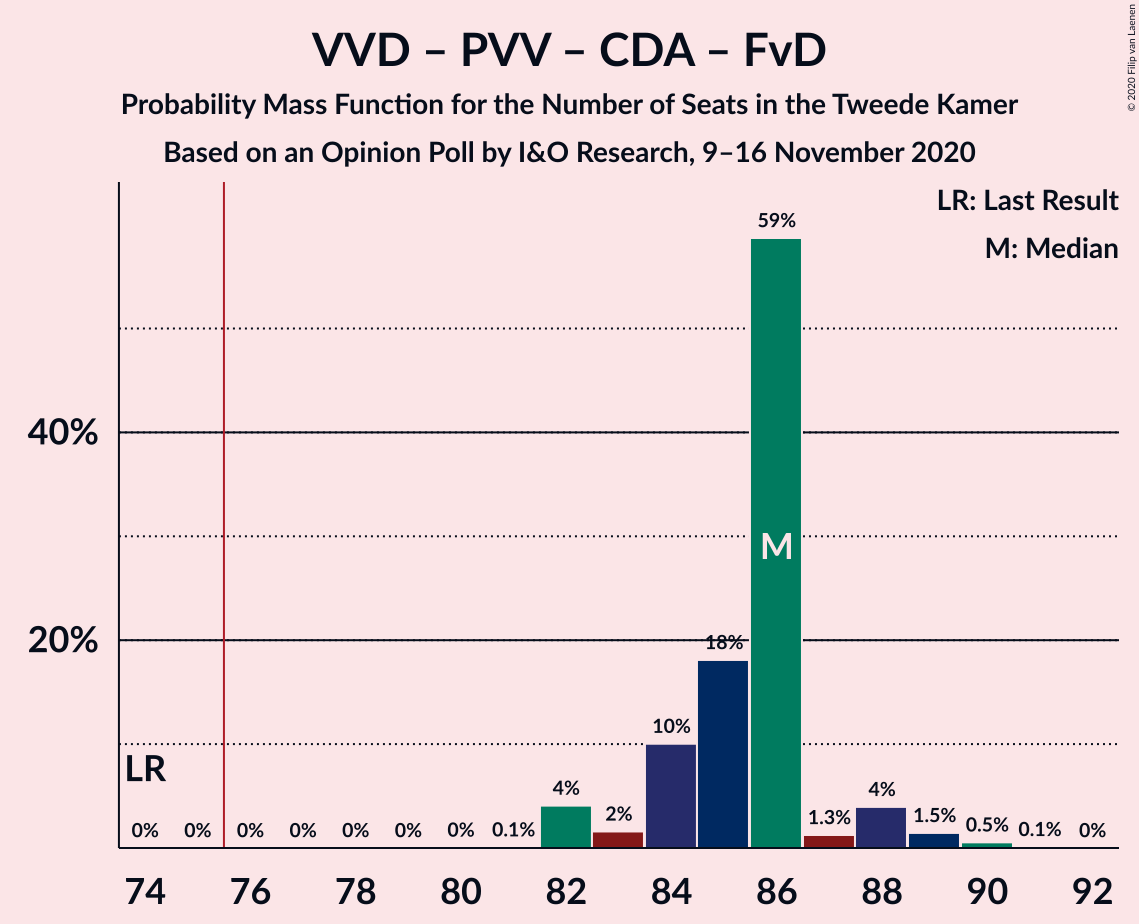 VVD – PVV – CDA – FvD
Probability Mass Function for the Number of Seats in the Tweede Kamer
Based on an Opinion Poll by I&O Research, 9–16 November 2020
© 2020 Filip van Laenen
LR: Last Result
M: Median
59%
40%
M
20%
18%
10%
LR
4%
2%
4%
1.3%
1.5%
0.5%
0% 0% 0% 0% 0% 0% 0% 0.1% 0.1% 0%
74 76 78 80 82 84 86 88 90 92